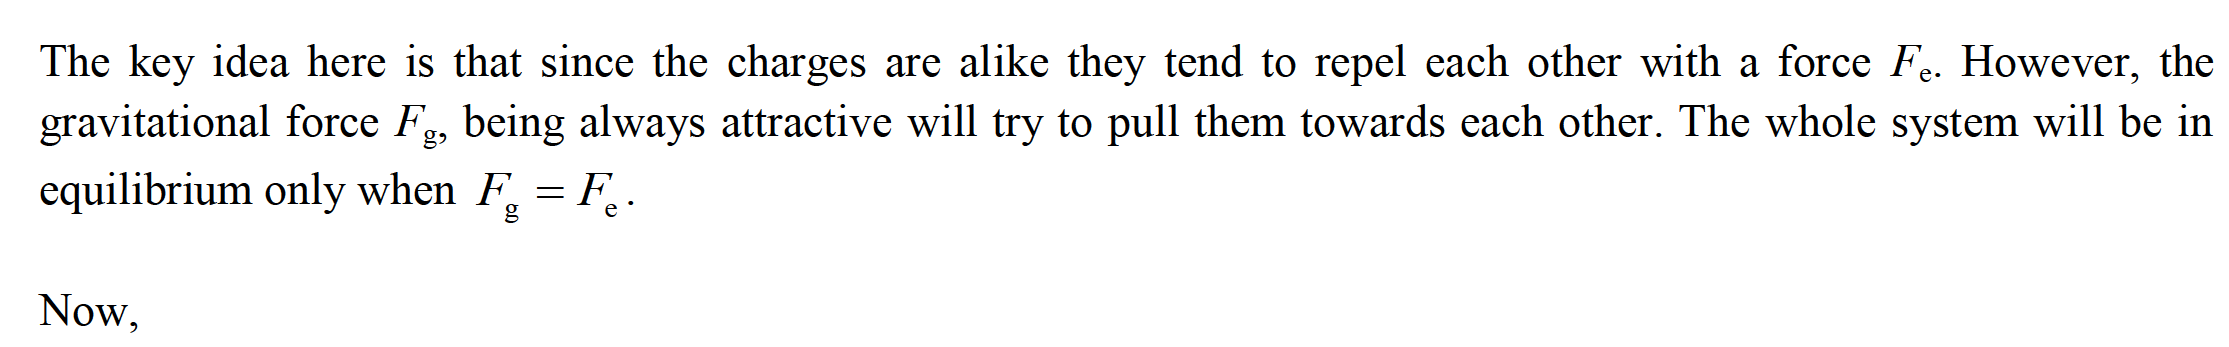 The key idea here is that since the charges are alike they tend to repel each other with a force Fₑ. However, the
gravitational force F_g, being always attractive will try to pull them towards each other. The whole system will be in
equilibrium only when F_g = Fₑ.
Now,